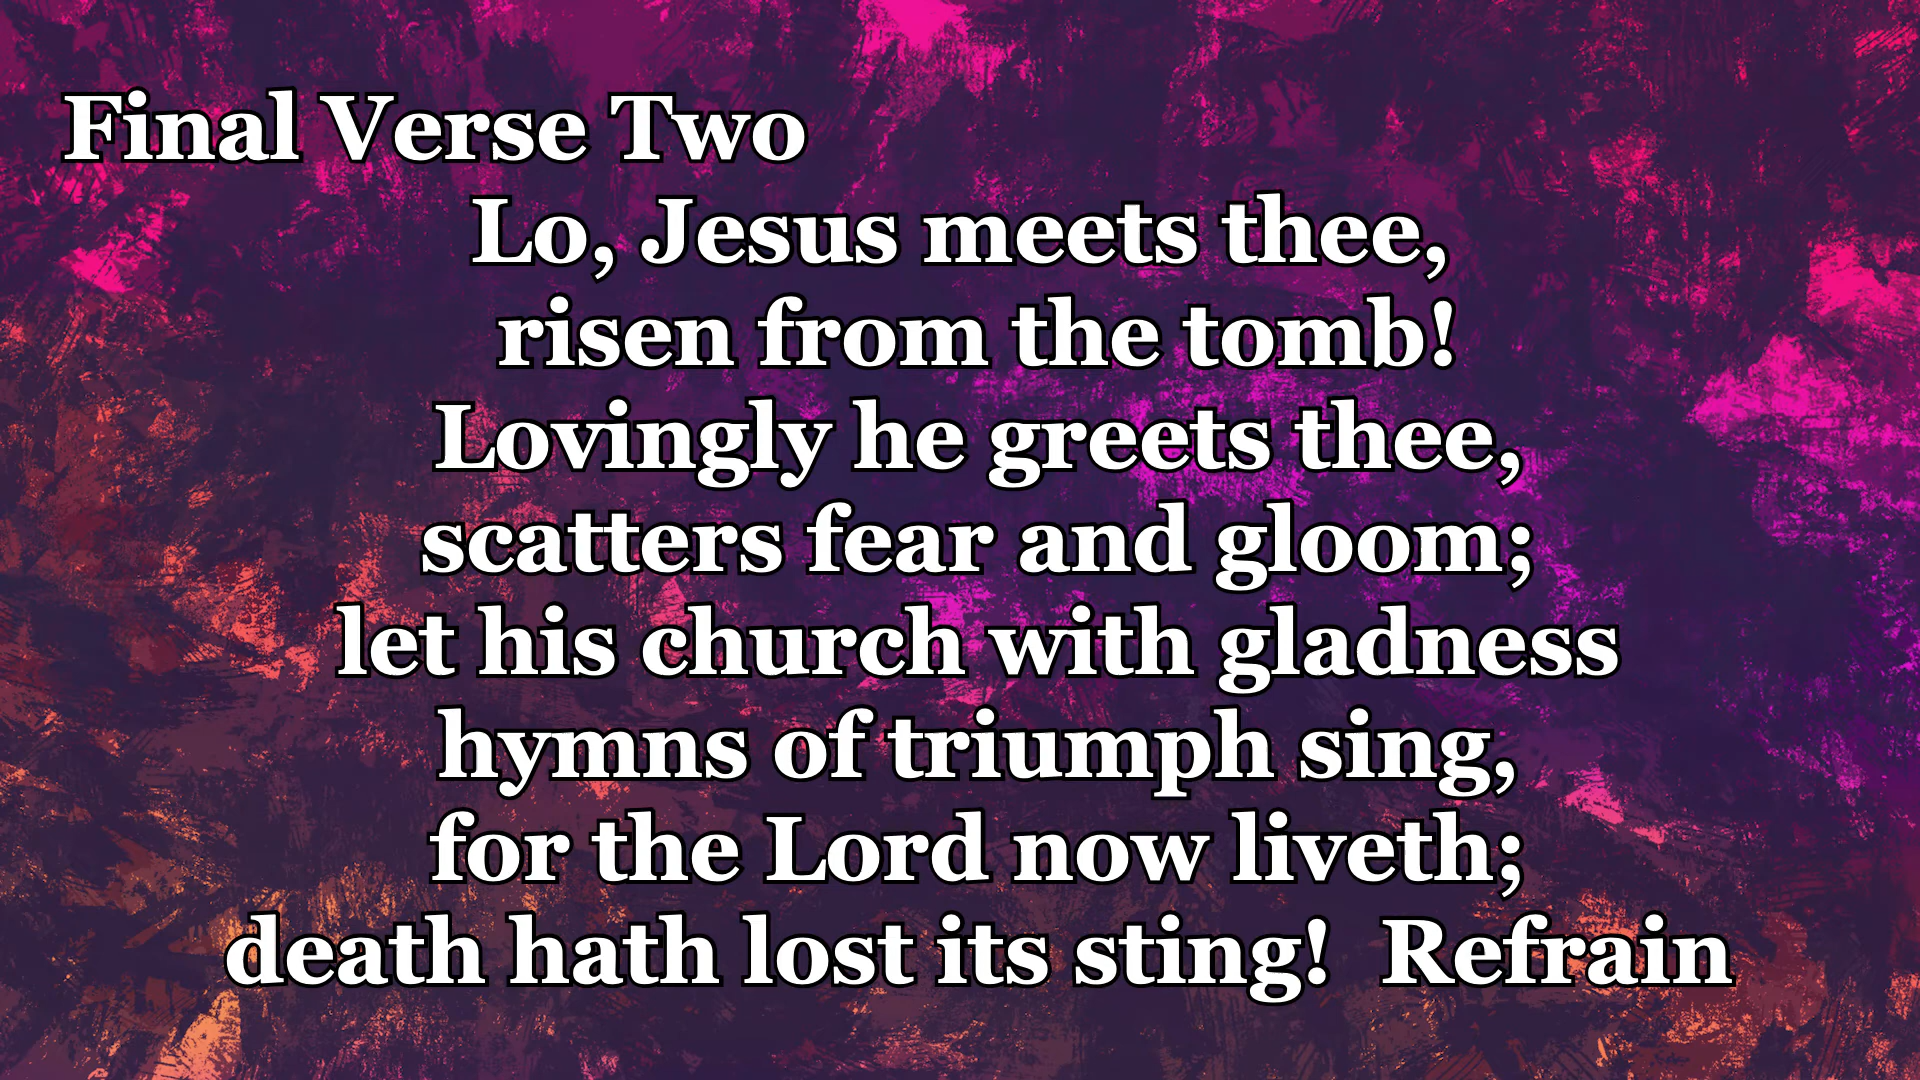 Final Verse Two
Lo, Jesus meets thee,
risen from the tomb!
Lovingly he greets thee,
scatters fear and gloom;
let his church with gladness
hymns of triumph sing,
for the Lord now liveth;
death hath lost its sting!  Refrain